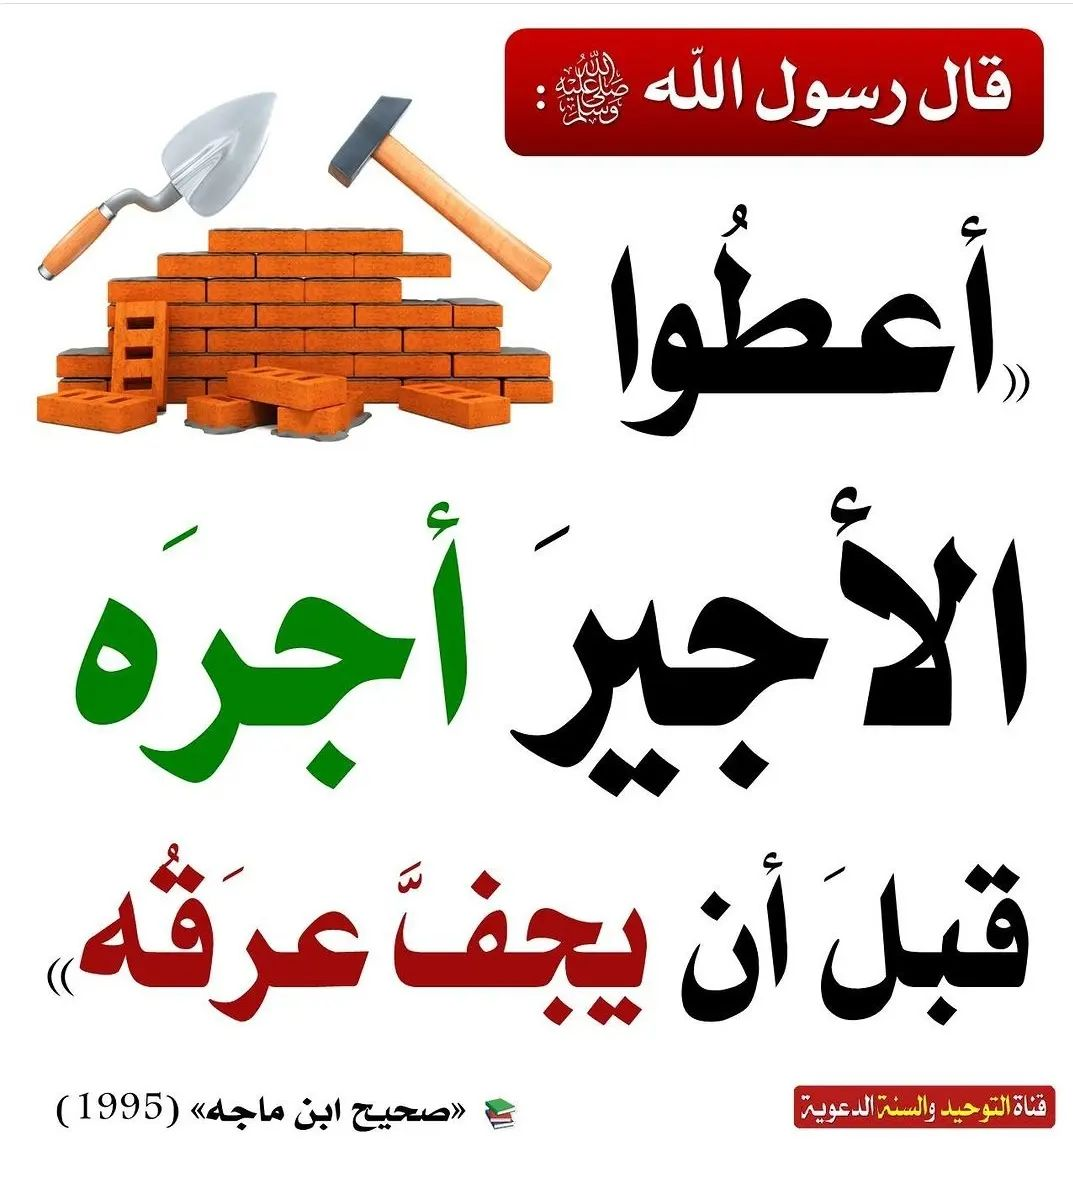 قال رسول الله ﷺ :
«أعطُوا
الأجيرَ أجرَه
قبلَ أن يجفَّ عرَقُه»
«صحيح ابن ماجه» (1995)
قناة التوحيد والسنة الدعوية